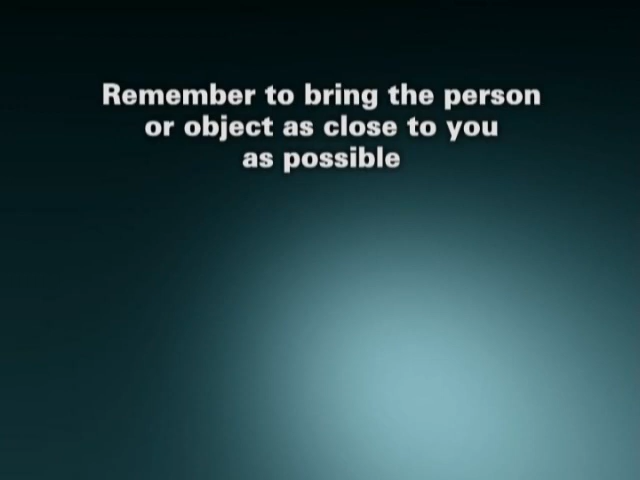 Remember to bring the person
or object as close to you
as possible